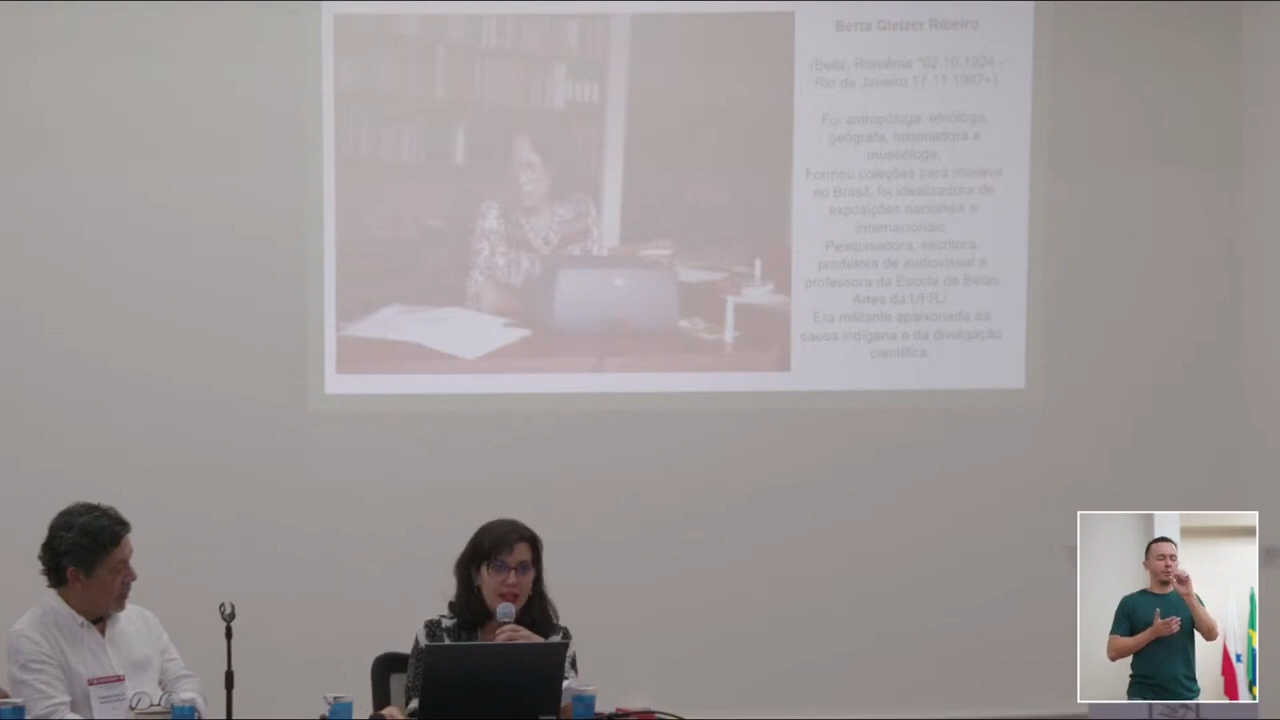 Berta Gleizer Ribeiro
(Beltz, Romênia *02.10.1924 -
Rio de Janeiro 17.11.1997+)
Foi antropóloga, etnóloga,
geógrafa, historiadora e
museóloga.
Formou coleções para museus
no Brasil, foi idealizadora de
exposições nacionais e
internacionais.
Pesquisadora, escritora,
produtora de audiovisual e
professora da Escola de Belas
Artes da UFRJ.
Era militante apaixonada da
causa indígena e da divulgação
científica.